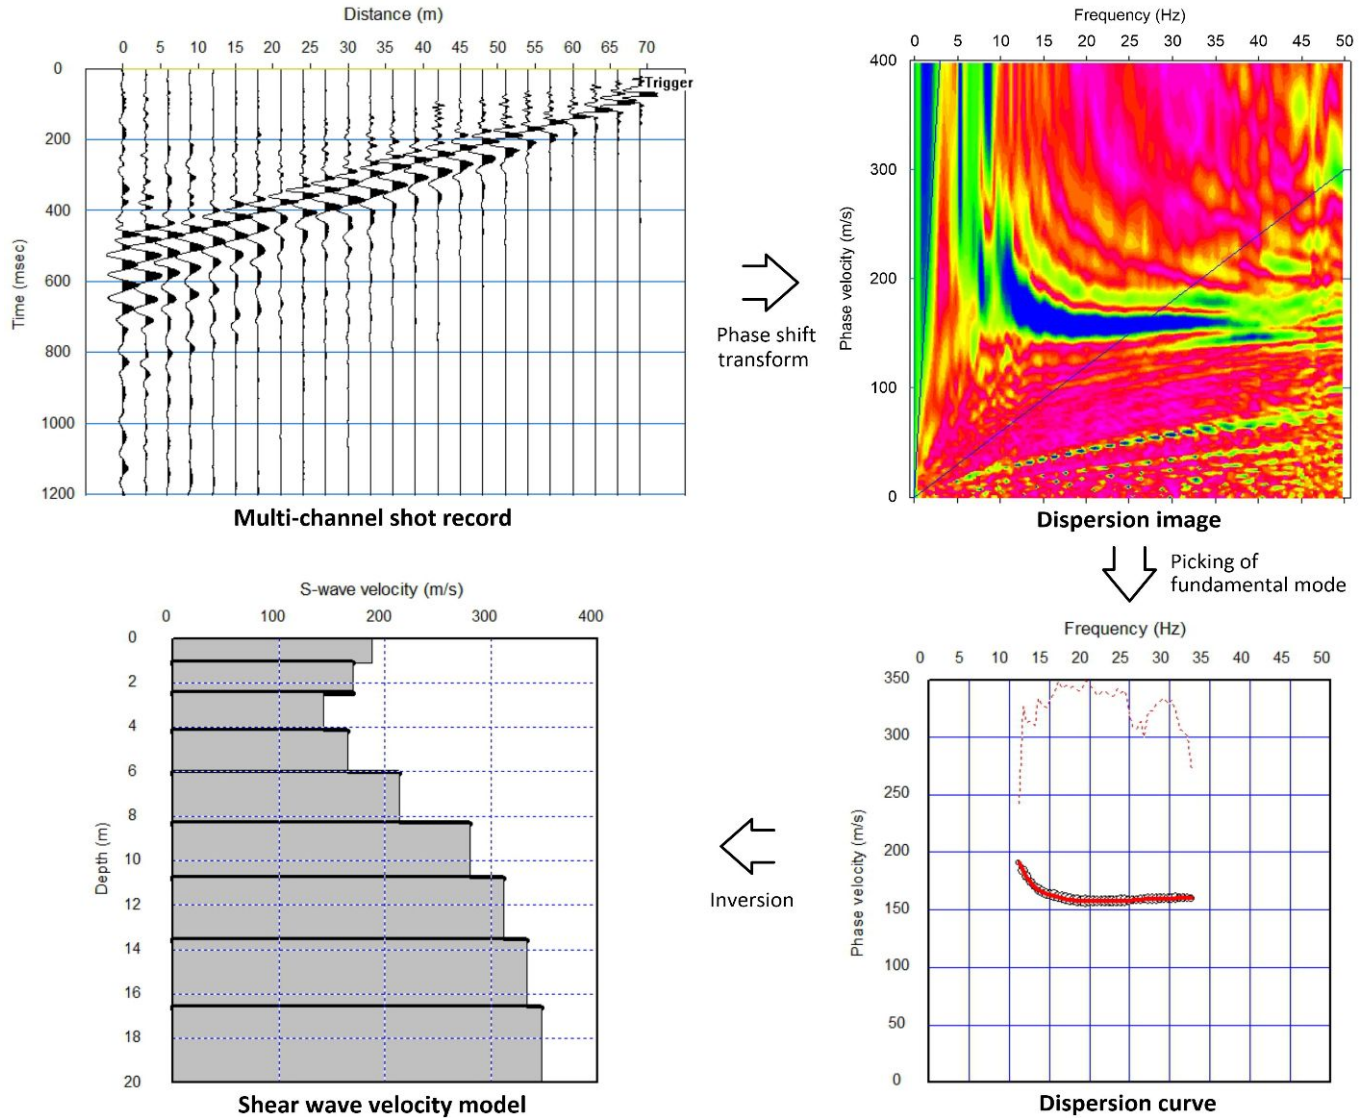 Distance (m)
0 5 10 15 20 25 30 35 40 45 50 55 60 65 70
Trigger
0
200
400
600
800
1000
1200
Time (msec)
Multi-channel shot record
Phase shift
transform
Frequency (Hz)
0 5 10 15 20 25 30 35 40 45 50
400
300
200
100
0
Phase velocity (m/s)
Dispersion image
Picking of
fundamental mode
Frequency (Hz)
0 5 10 15 20 25 30 35 40 45 50
350
300
250
200
150
100
50
0
Phase velocity (m/s)
Dispersion curve
Inversion
S-wave velocity (m/s)
0 100 200 300 400
0
2
4
6
8
10
12
14
16
18
20
Depth (m)
Shear wave velocity model